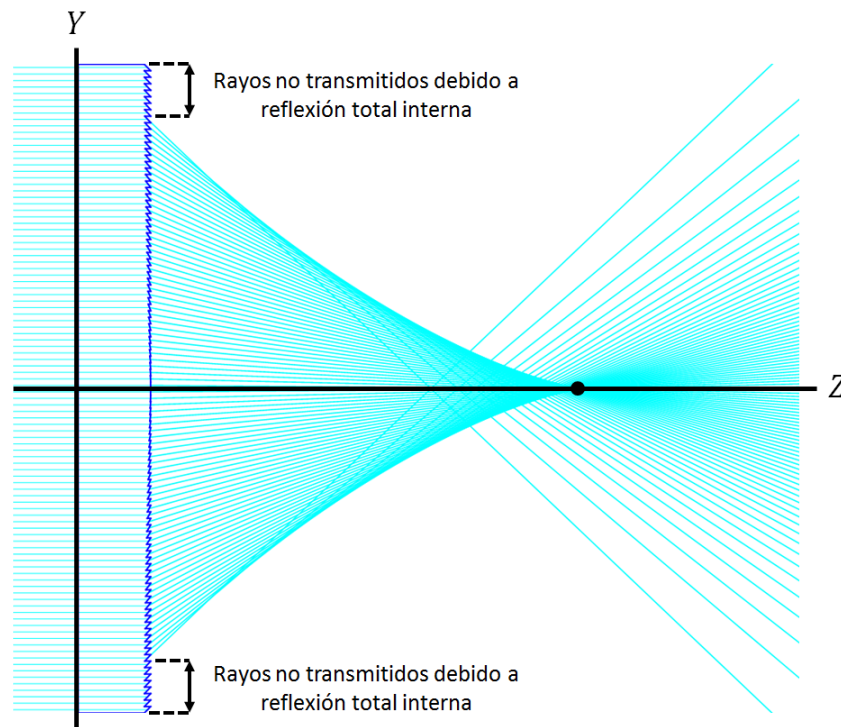 Y
Rayos no transmitidos debido a
reflexión total interna
Z
Rayos no transmitidos debido a
reflexión total interna